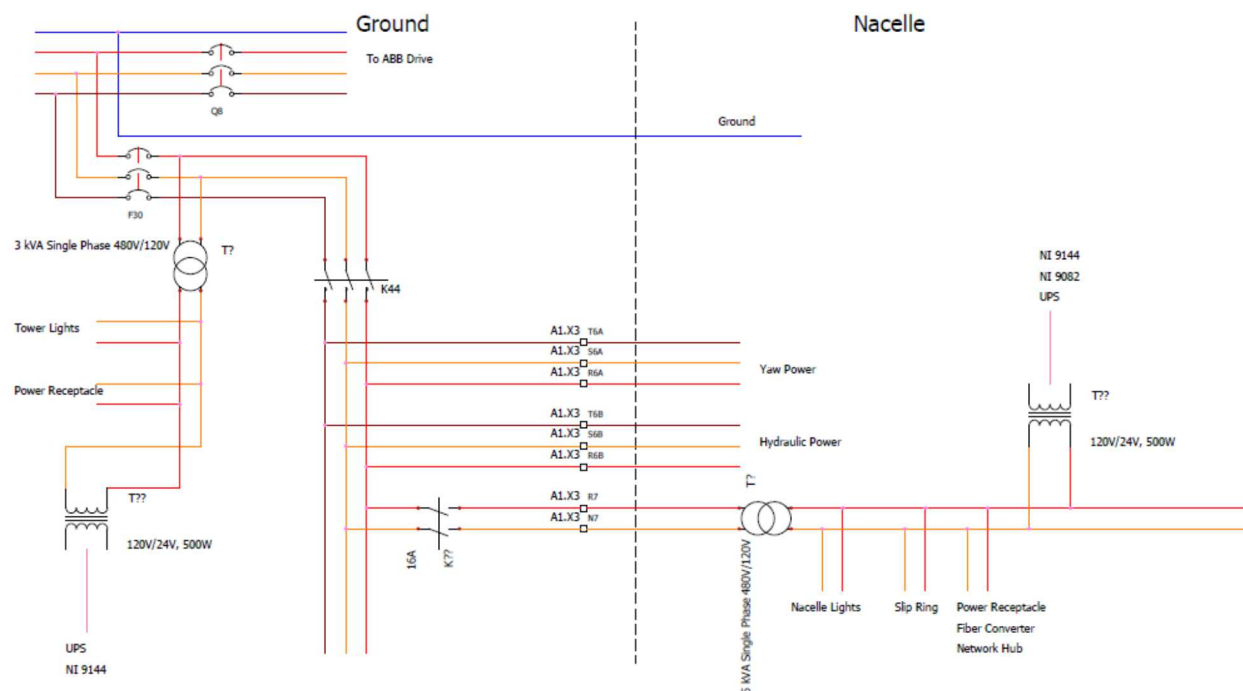 Ground
Nacelle
To ABB Drive
Q8
Ground
F30
3 kVA Single Phase 480V/120V
T?
K44
NI 9144
NI 9082
UPS
Tower Lights
A1.X3 T6A
A1.X3 S6A
A1.X3 R6A
Yaw Power
Power Receptacle
T??
A1.X3 T6B
A1.X3 S6B
A1.X3 R6B
Hydraulic Power
120V/24V, 500W
T??
120V/24V, 500W
A1.X3 R7
A1.X3 N7
T?
16A
K??
5 kVA Single Phase 480V/120V
Nacelle Lights
Slip Ring
Power Receptacle
Fiber Converter
Network Hub
UPS
NI 9144